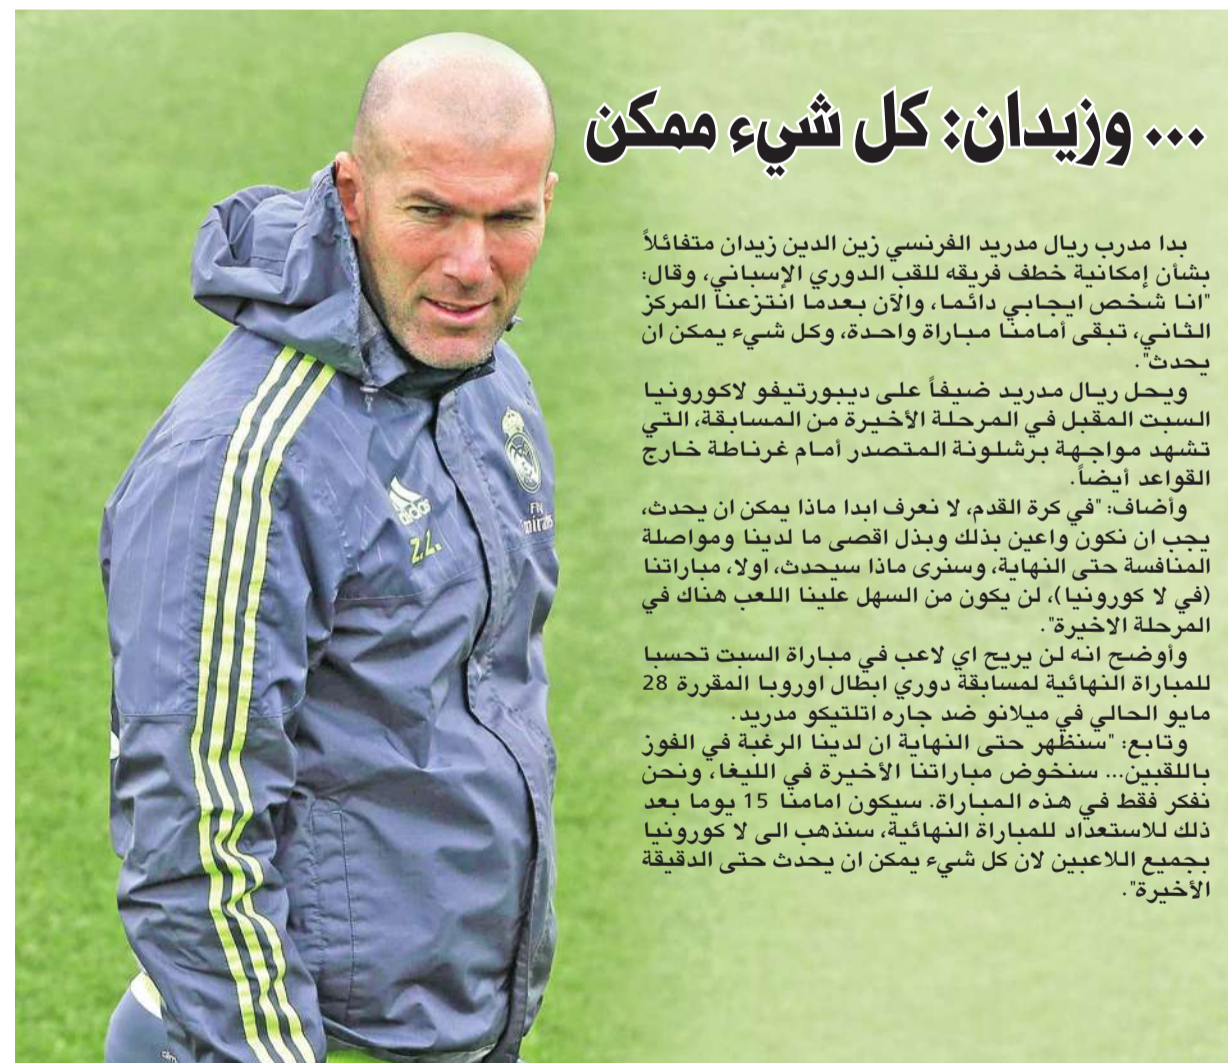 ... وزيدان: كل شيء ممكن
بدا مدرب ريال مدريد الفرنسي زين الدين زيدان متفائلاً
بشأن إمكانية خطف فريقه للقب الدوري الإسباني، وقال:
"انا شخص ايجابي دائما، والآن بعدما انتزعنا المركز
الثاني، تبقى أمامنا مباراة واحدة، وكل شيء يمكن ان
يحدث".
ويحل ريال مدريد ضيفاً على ديبورتيفو لاكورونيا
السبت المقبل في المرحلة الأخيرة من المسابقة، التي
تشهد مواجهة برشلونة المتصدر أمام غرناطة خارج
القواعد أيضاً.
وأضاف: "في كرة القدم، لا نعرف ابدا ماذا يمكن ان يحدث،
يجب ان نكون واعين بذلك وبذل اقصى ما لدينا ومواصلة
المنافسة حتى النهاية، وسنرى ماذا سيحدث، اولا، مباراتنا
(في لا كورونيا)، لن يكون من السهل علينا اللعب هناك في
المرحلة الاخيرة".
وأوضح انه لن يريح اي لاعب في مباراة السبت تحسبا
للمباراة النهائية لمسابقة دوري ابطال اوروبا المقررة 28
مايو الحالي في ميلانو ضد جاره اتلتيكو مدريد.
وتابع: "سنظهر حتى النهاية ان لدينا الرغبة في الفوز
باللقبين... سنخوض مباراتنا الأخيرة في الليغا، ونحن
نفكر فقط في هذه المباراة. سيكون امامنا 15 يوما بعد
ذلك للاستعداد للمباراة النهائية، سنذهب الى لا كورونيا
بجميع اللاعبين لان كل شيء يمكن ان يحدث حتى الدقيقة
الأخيرة".
adidas
Z.Z.
Fly
Emirates